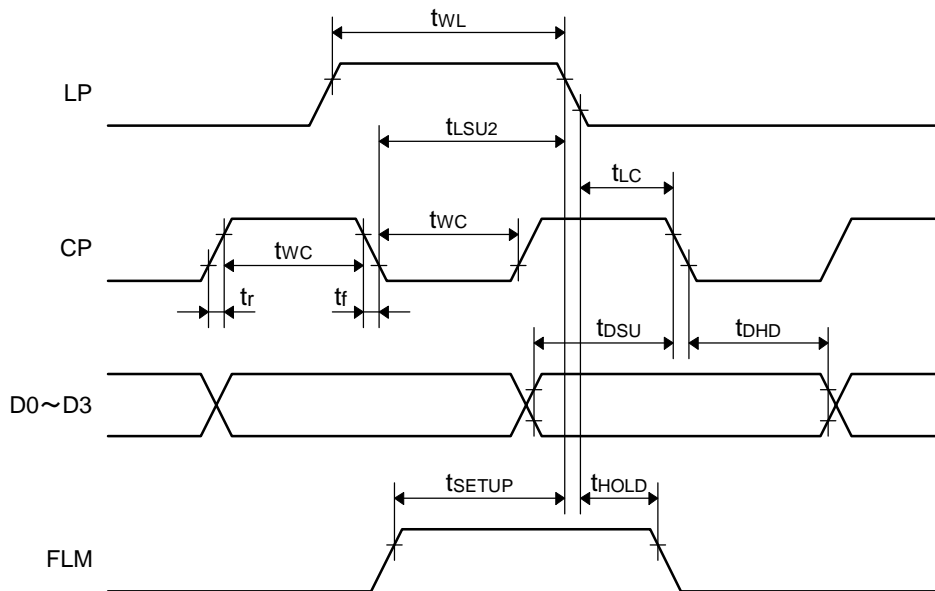 tWL
LP
tLSU2
tLC
CP
tWC
tWC
tr
tf
tDSU
tDHD
D0～D3
tSETUP
tHOLD
FLM